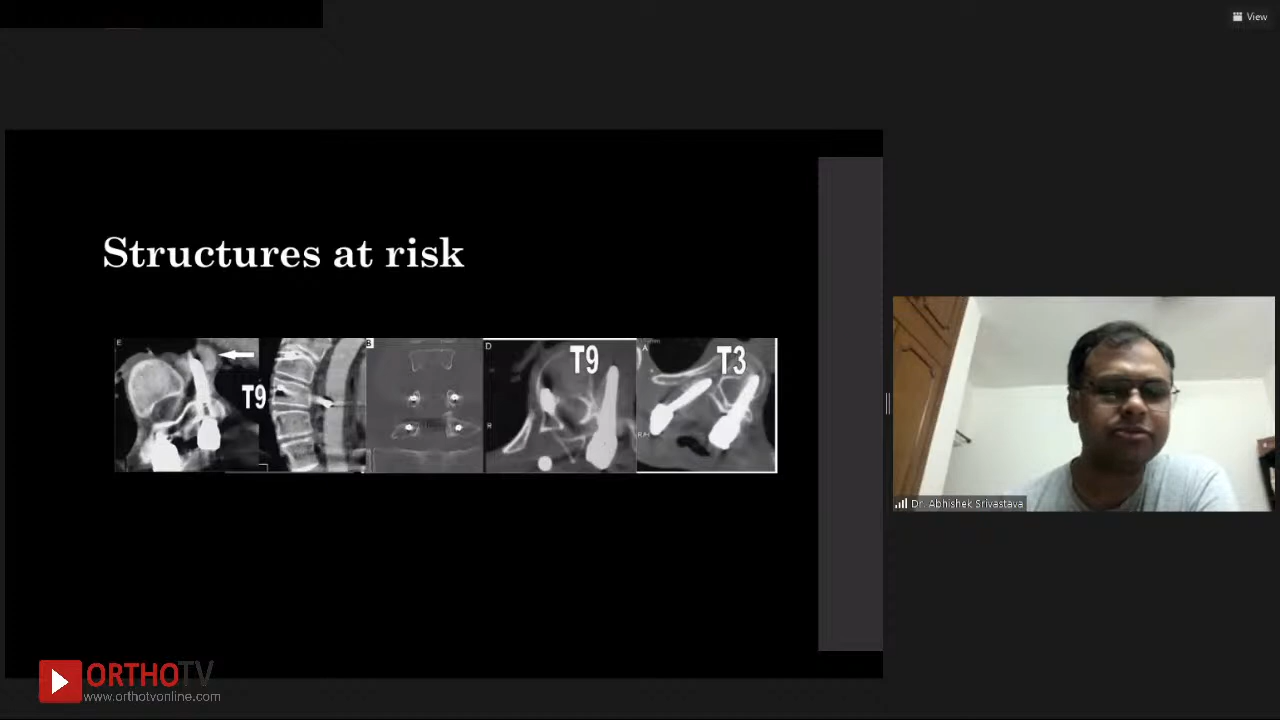 View
Structures at risk
E
T9
B
D
T9
R
A
T3
Dr. Abhishek Srivastava
ORTHOTV
www.orthotvonline.com